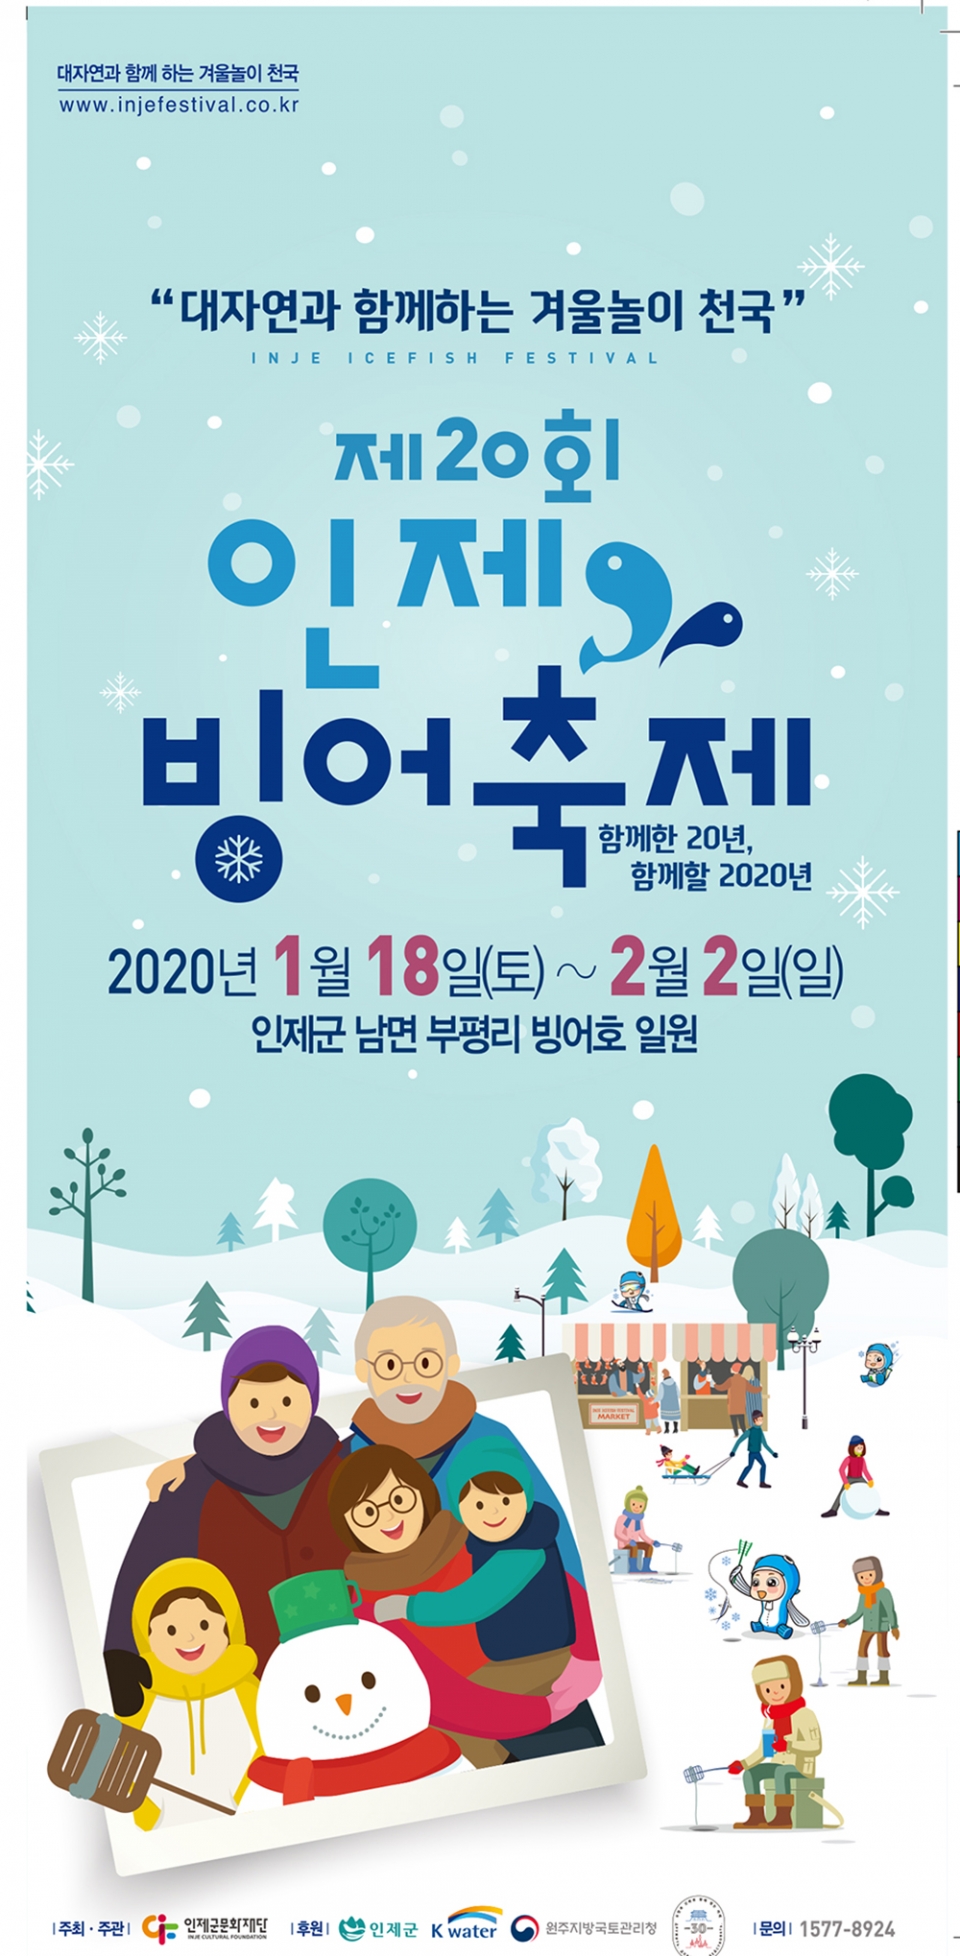 대자연과 함께 하는 겨울놀이 천국
www.injefestival.co.kr
“대자연과 함께하는 겨울놀이 천국”
INJE ICEFISH FESTIVAL
제20회
인제
빙어축제
함께한 20년,
함께할 2020년
2020년 1월 18일(토) ~ 2월 2일(일)
인제군 남면 부평리 빙어호 일원
MARKET
|주최·주관| 인제군문화재단 |후원| 인제군 K water 원주지방국토관리청 -30- |문의| 1577-8924
INJE CULTURAL FOUNDATION